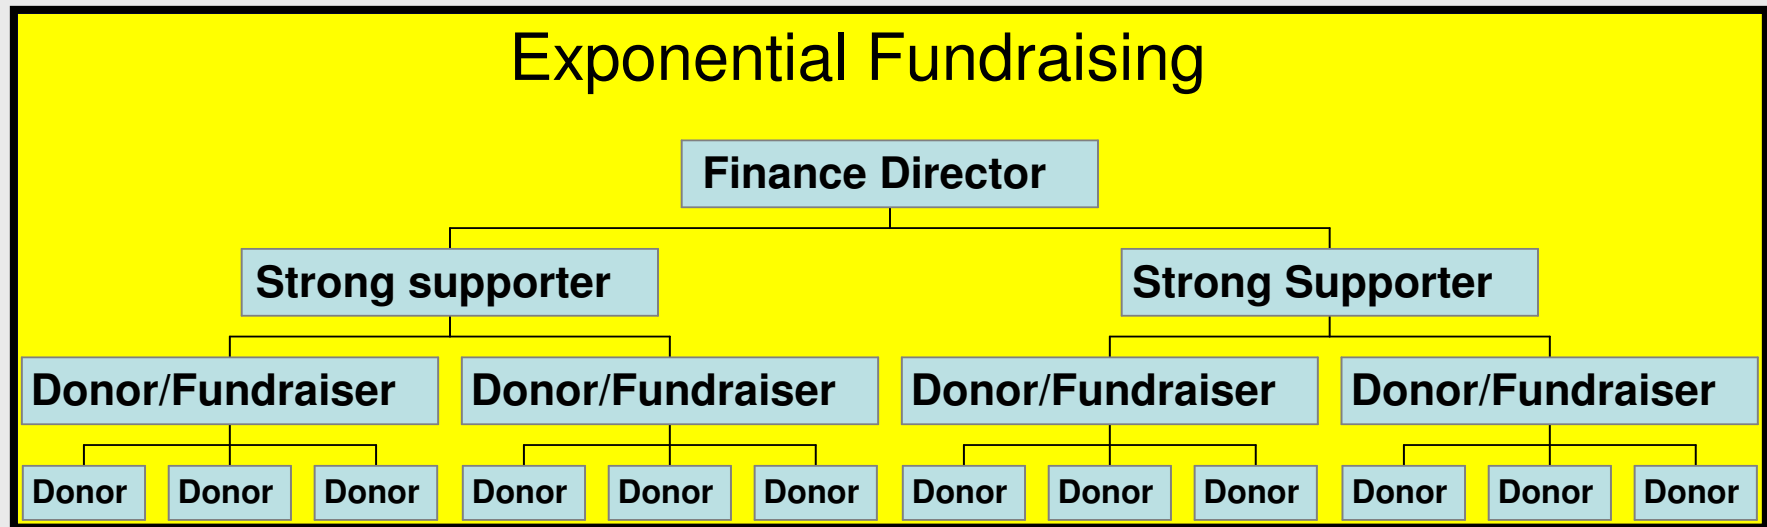 Exponential Fundraising
Finance Director
Strong supporter Strong Supporter
Donor/Fundraiser Donor/Fundraiser Donor/Fundraiser Donor/Fundraiser
Donor Donor Donor Donor Donor Donor Donor Donor Donor Donor Donor Donor